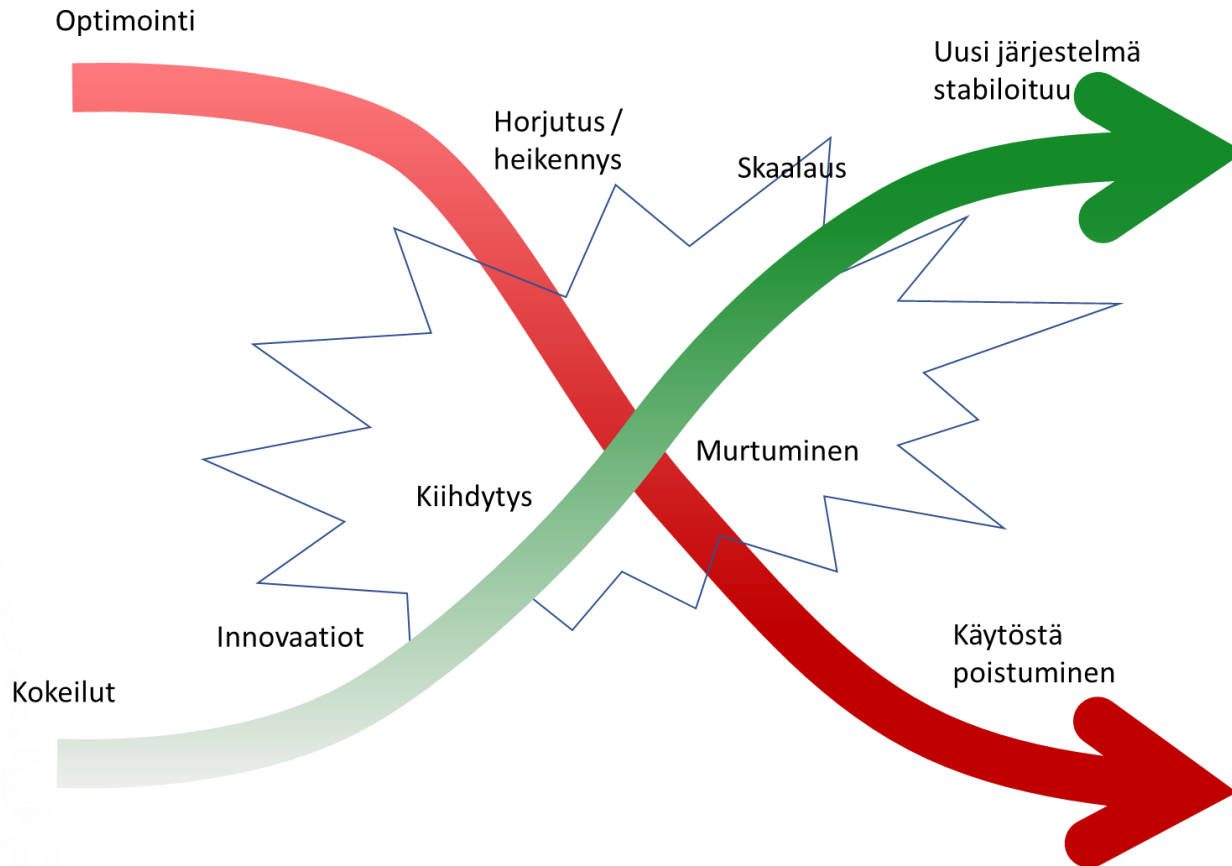 Optimointi
Uusi järjestelmä
stabiloituu
Horjutus /
heikennys
Skaalaus
Murtuminen
Kiihdytys
Innovaatiot
Käytöstä
poistuminen
Kokeilut